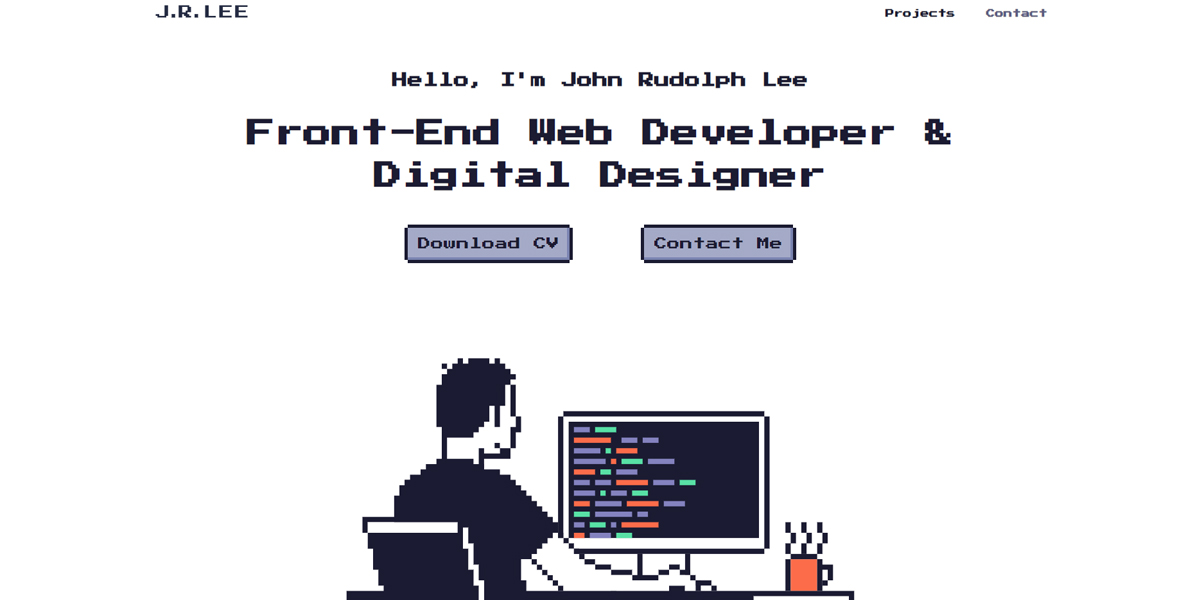 J.R.LEE
Projects
Contact
Hello, I'm John Rudolph Lee
Front-End Web Developer &
Digital Designer
Download CV
Contact Me